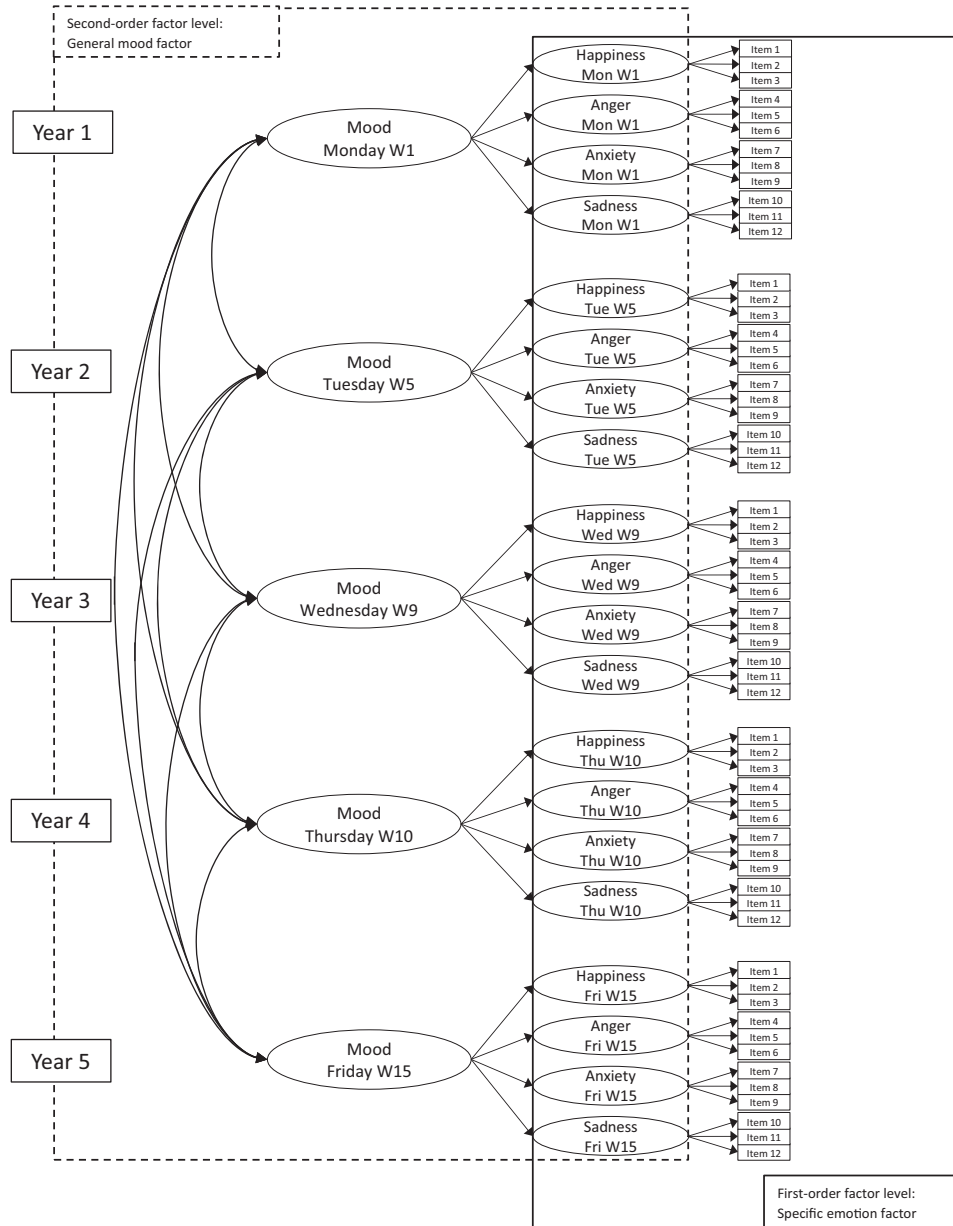 Second-order factor level:
General mood factor
Year 1
Mood
Monday W1
Happiness
Mon W1
Item 1
Item 2
Item 3
Anger
Mon W1
Item 4
Item 5
Item 6
Anxiety
Mon W1
Item 7
Item 8
Item 9
Sadness
Mon W1
Item 10
Item 11
Item 12
Year 2
Mood
Tuesday W5
Happiness
Tue W5
Item 1
Item 2
Item 3
Anger
Tue W5
Item 4
Item 5
Item 6
Anxiety
Tue W5
Item 7
Item 8
Item 9
Sadness
Tue W5
Item 10
Item 11
Item 12
Year 3
Mood
Wednesday W9
Happiness
Wed W9
Item 1
Item 2
Item 3
Anger
Wed W9
Item 4
Item 5
Item 6
Anxiety
Wed W9
Item 7
Item 8
Item 9
Sadness
Wed W9
Item 10
Item 11
Item 12
Year 4
Mood
Thursday W10
Happiness
Thu W10
Item 1
Item 2
Item 3
Anger
Thu W10
Item 4
Item 5
Item 6
Anxiety
Thu W10
Item 7
Item 8
Item 9
Sadness
Thu W10
Item 10
Item 11
Item 12
Year 5
Mood
Friday W15
Happiness
Fri W15
Item 1
Item 2
Item 3
Anger
Fri W15
Item 4
Item 5
Item 6
Anxiety
Fri W15
Item 7
Item 8
Item 9
Sadness
Fri W15
Item 10
Item 11
Item 12
First-order factor level:
Specific emotion factor